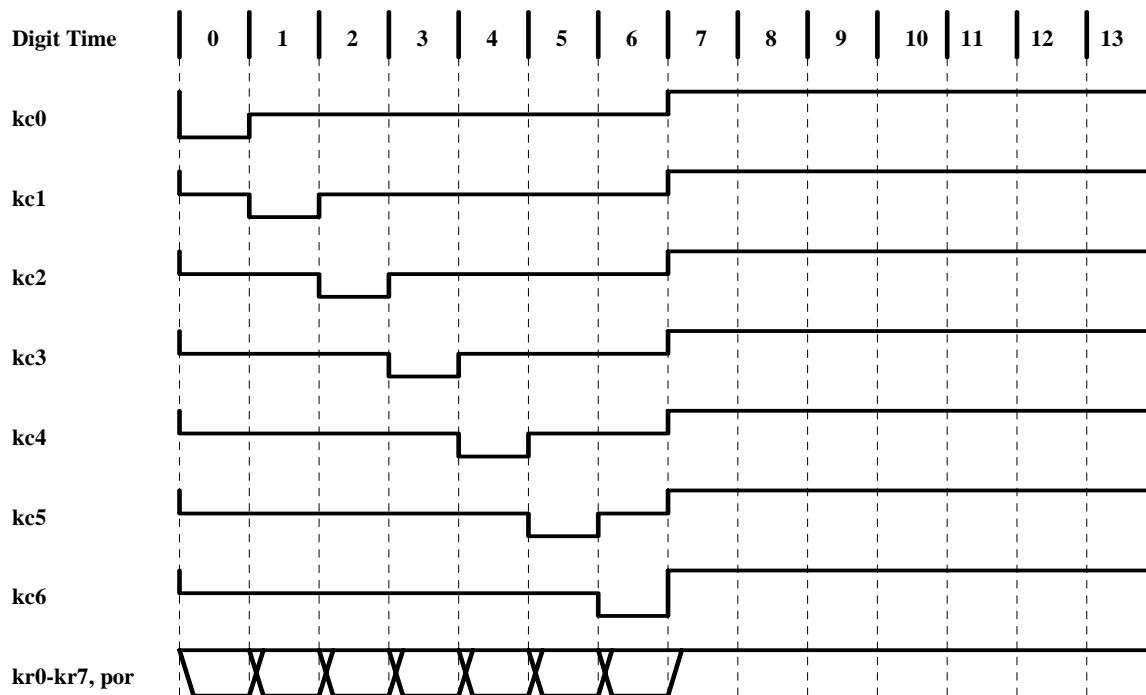 Digit Time 0 1 2 3 4 5 6 7 8 9 10 11 12 13
kc0
kc1
kc2
kc3
kc4
kc5
kc6
kr0-kr7, por